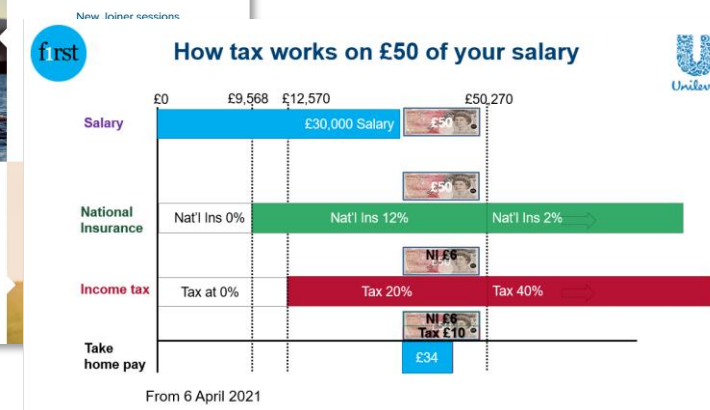 New Joiner sessions
first
How tax works on £50 of your salary
Unilev
£0 £9,568 £12,570 £50,270
Salary
£30,000 Salary
£50
£50
National
Insurance
Nat'l Ins 0%
Nat'l Ins 12%
Nat'l Ins 2%
NI £6
Income tax
Tax at 0%
Tax 20%
Tax 40%
NI £6
Tax £10
Take
home pay
£34
From 6 April 2021